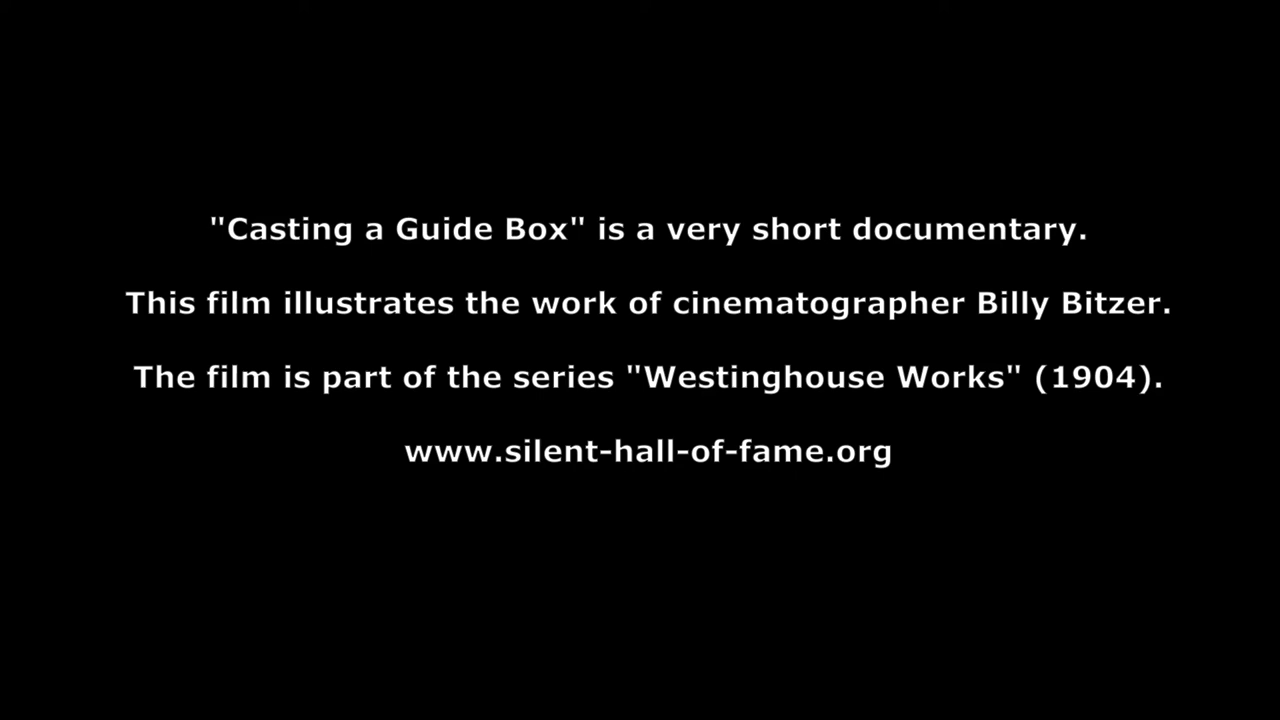 "Casting a Guide Box" is a very short documentary.
This film illustrates the work of cinematographer Billy Bitzer.
The film is part of the series "Westinghouse Works" (1904).
www.silent-hall-of-fame.org